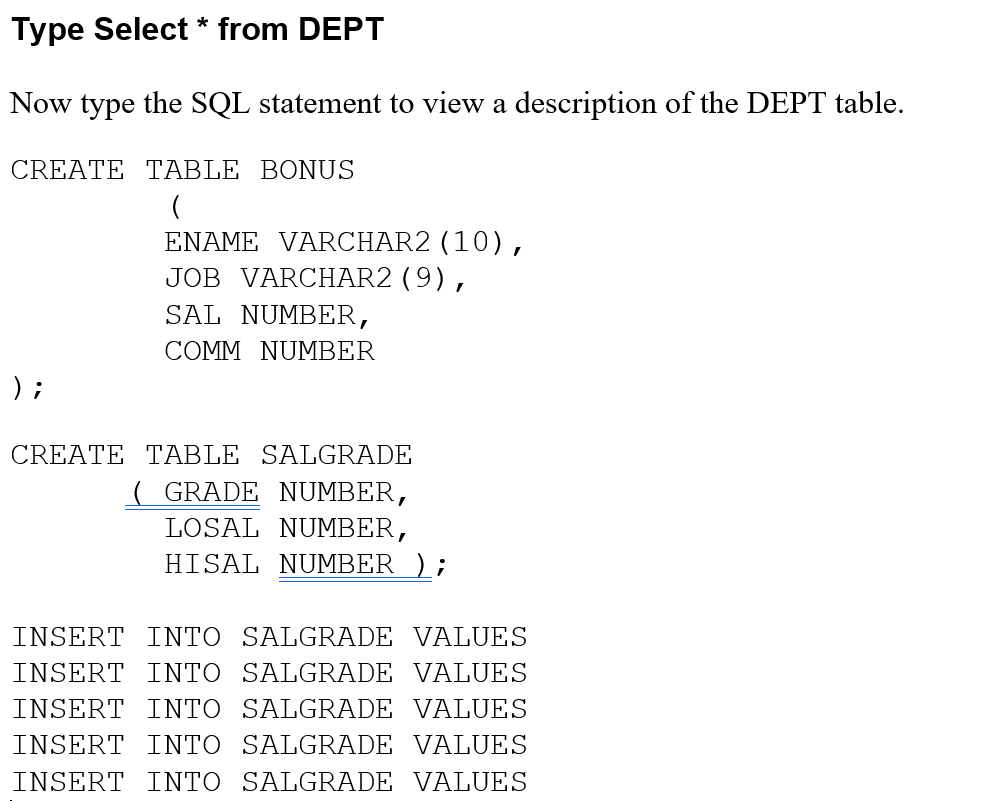 Type Select * from DEPT
Now type the SQL statement to view a description of the DEPT table.
CREATE TABLE BONUS
(
ENAME VARCHAR2(10),
JOB VARCHAR2(9),
SAL NUMBER,
COMM NUMBER
);
CREATE TABLE SALGRADE
( GRADE NUMBER,
LOSAL NUMBER,
HISAL NUMBER );
INSERT INTO SALGRADE VALUES
INSERT INTO SALGRADE VALUES
INSERT INTO SALGRADE VALUES
INSERT INTO SALGRADE VALUES
INSERT INTO SALGRADE VALUES